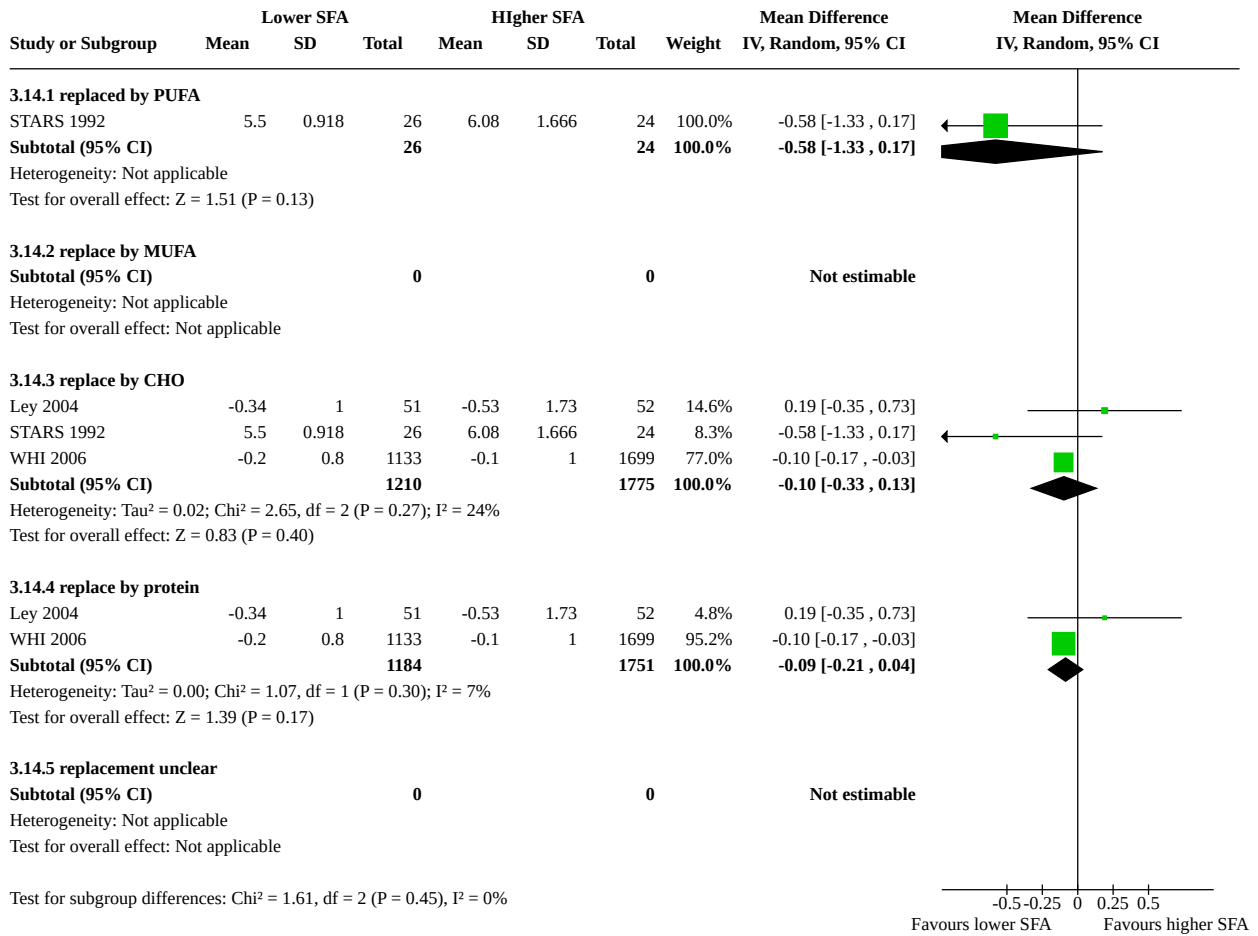 Lower SFA HIgher SFA Mean Difference Mean Difference
Study or Subgroup Mean SD Total Mean SD Total Weight IV, Random, 95% CI IV, Random, 95% CI
3.14.1 replaced by PUFA
STARS 1992 5.5 0.918 26 6.08 1.666 24 100.0% -0.58 [-1.33 , 0.17]
Subtotal (95% CI) 26 24 100.0% -0.58 [-1.33 , 0.17]
Heterogeneity: Not applicable
Test for overall effect: Z = 1.51 (P = 0.13)
3.14.2 replace by MUFA
Subtotal (95% CI) 0 0 Not estimable
Heterogeneity: Not applicable
Test for overall effect: Not applicable
3.14.3 replace by CHO
Ley 2004 -0.34 1 51 -0.53 1.73 52 14.6% 0.19 [-0.35 , 0.73]
STARS 1992 5.5 0.918 26 6.08 1.666 24 8.3% -0.58 [-1.33 , 0.17]
WHI 2006 -0.2 0.8 1133 -0.1 1 1699 77.0% -0.10 [-0.17 , -0.03]
Subtotal (95% CI) 1210 1775 100.0% -0.10 [-0.33 , 0.13]
Heterogeneity: Tau² = 0.02; Chi² = 2.65, df = 2 (P = 0.27); I² = 24%
Test for overall effect: Z = 0.83 (P = 0.40)
3.14.4 replace by protein
Ley 2004 -0.34 1 51 -0.53 1.73 52 4.8% 0.19 [-0.35 , 0.73]
WHI 2006 -0.2 0.8 1133 -0.1 1 1699 95.2% -0.10 [-0.17 , -0.03]
Subtotal (95% CI) 1184 1751 100.0% -0.09 [-0.21 , 0.04]
Heterogeneity: Tau² = 0.00; Chi² = 1.07, df = 1 (P = 0.30); I² = 7%
Test for overall effect: Z = 1.39 (P = 0.17)
3.14.5 replacement unclear
Subtotal (95% CI) 0 0 Not estimable
Heterogeneity: Not applicable
Test for overall effect: Not applicable
Test for subgroup differences: Chi² = 1.61, df = 2 (P = 0.45), I² = 0%
-0.5 -0.25 0 0.25 0.5
Favours lower SFA Favours higher SFA